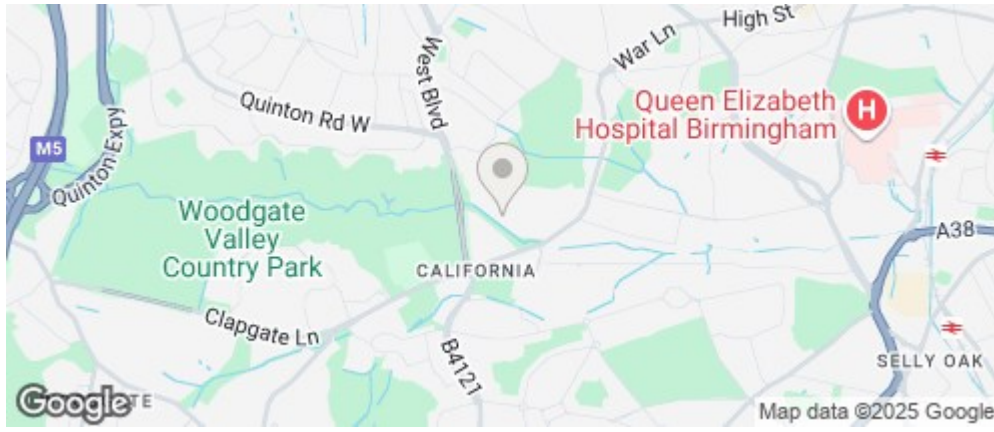 High St
War Ln
West Blvd
Quinton Rd W
Queen Elizabeth
Hospital Birmingham
H
M5
Quinton Expy
Woodgate
Valley
Country Park
A38
CALIFORNIA
Clapgate Ln
B4121
SELLY OAK
Google
Map data ©2025 Google